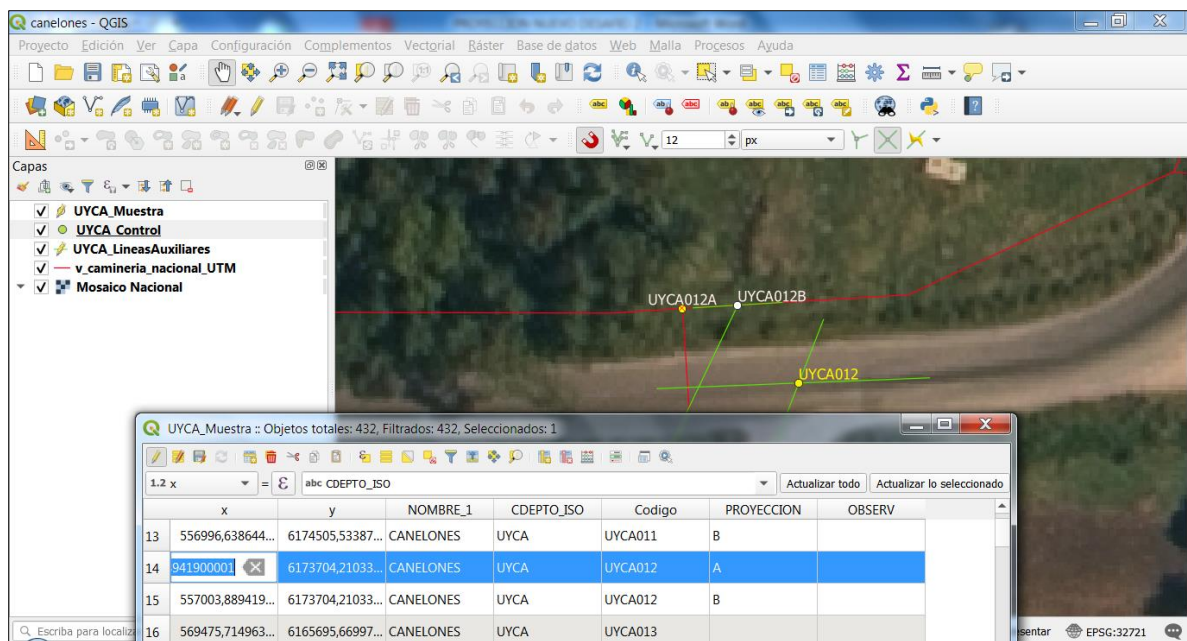 canelones - QGIS
Proyecto Edición Ver Capa Configuración Complementos Vectorial Ráster Base de datos Web Malla Procesos Ayuda
12 px
Capas
UYCA_Muestra
UYCA_Control
UYCA_LineasAuxiliares
v_camineria_nacional_UTM
Mosaico Nacional
UYCA012A UYCA012B
UYCA012
UYCA_Muestra :: Objetos totales: 432, Filtrados: 432, Seleccionados: 1
1.2 x = ε abc CDEPTO_ISO Actualizar todo Actualizar lo seleccionado
x y NOMBRE_1 CDEPTO_ISO Codigo PROYECCION OBSERV
13 556996,638644... 6174505,53387... CANELONES UYCA UYCA011 B
14 941900001 6173704,21033... CANELONES UYCA UYCA012 A
15 557003,889419... 6173704,21033... CANELONES UYCA UYCA012 B
16 569475,714963... 6165695,66997... CANELONES UYCA UYCA013
Escriba para localiz
sentar EPSG:32721